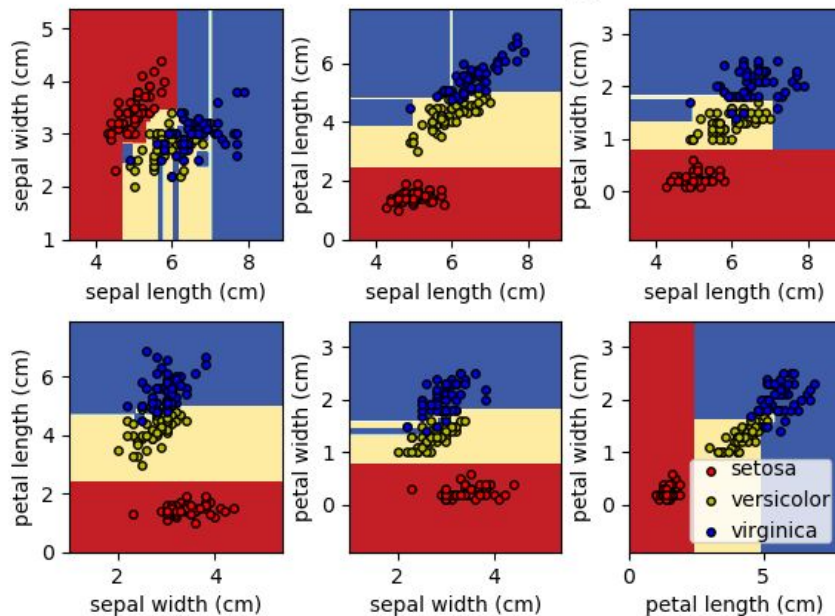 sepal width (cm)
5
4
3
2
1
4 6 8
sepal length (cm)
petal length (cm)
6
4
2
0
4 6 8
sepal length (cm)
petal width (cm)
3
2
1
0
4 6 8
sepal length (cm)
petal length (cm)
6
4
2
0
2 4
sepal width (cm)
petal width (cm)
3
2
1
0
2 4
sepal width (cm)
petal width (cm)
3
2
1
0
0 5
petal length (cm)
setosa
versicolor
virginica